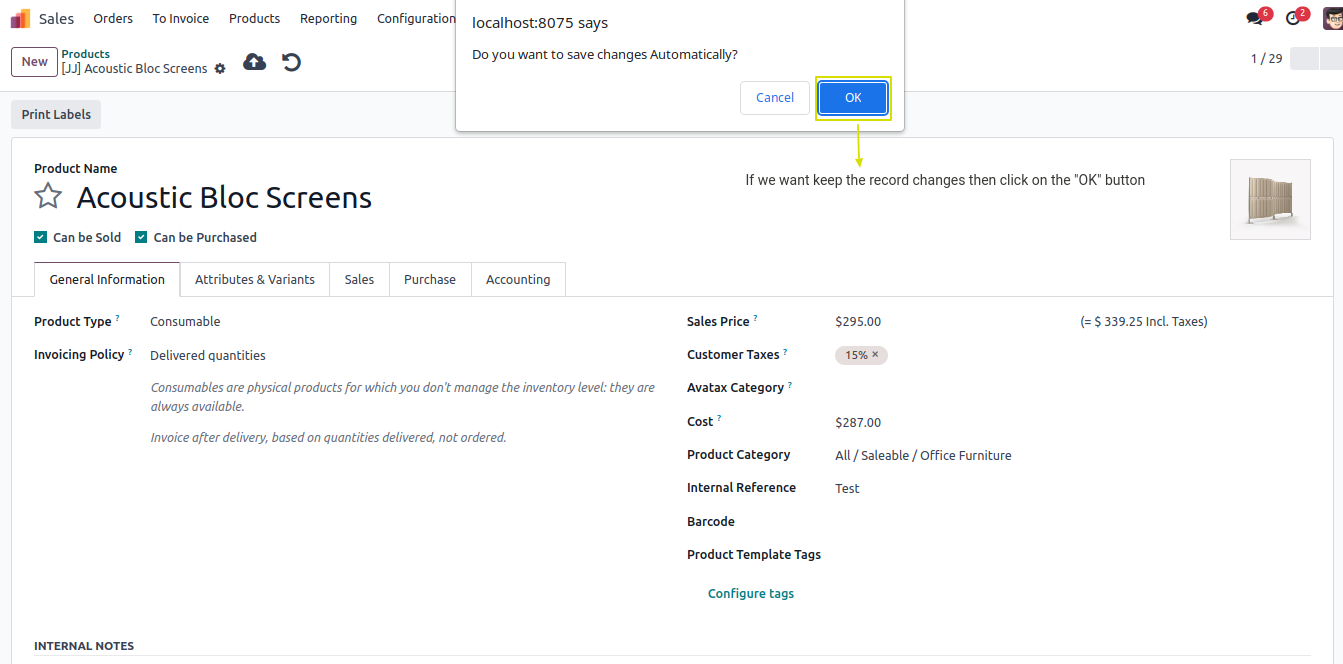 Sales Orders To Invoice Products Reporting Configuration
localhost:8075 says
6 2
Do you want to save changes Automatically?
New
Products
[JJ] Acoustic Bloc Screens
1 / 29
Cancel OK
Print Labels
If we want keep the record changes then click on the "OK" button
Product Name
Acoustic Bloc Screens
Can be Sold Can be Purchased
General Information Attributes & Variants Sales Purchase Accounting
Product Type ? Consumable
Sales Price ? $295.00 (= $ 339.25 Incl. Taxes)
Invoicing Policy ? Delivered quantities
Customer Taxes ? 15% ×
Consumables are physical products for which you don't manage the inventory level: they are
always available.
Avatax Category ?
Cost ? $287.00
Invoice after delivery, based on quantities delivered, not ordered.
Product Category All / Saleable / Office Furniture
Internal Reference Test
Barcode
Product Template Tags
Configure tags
INTERNAL NOTES